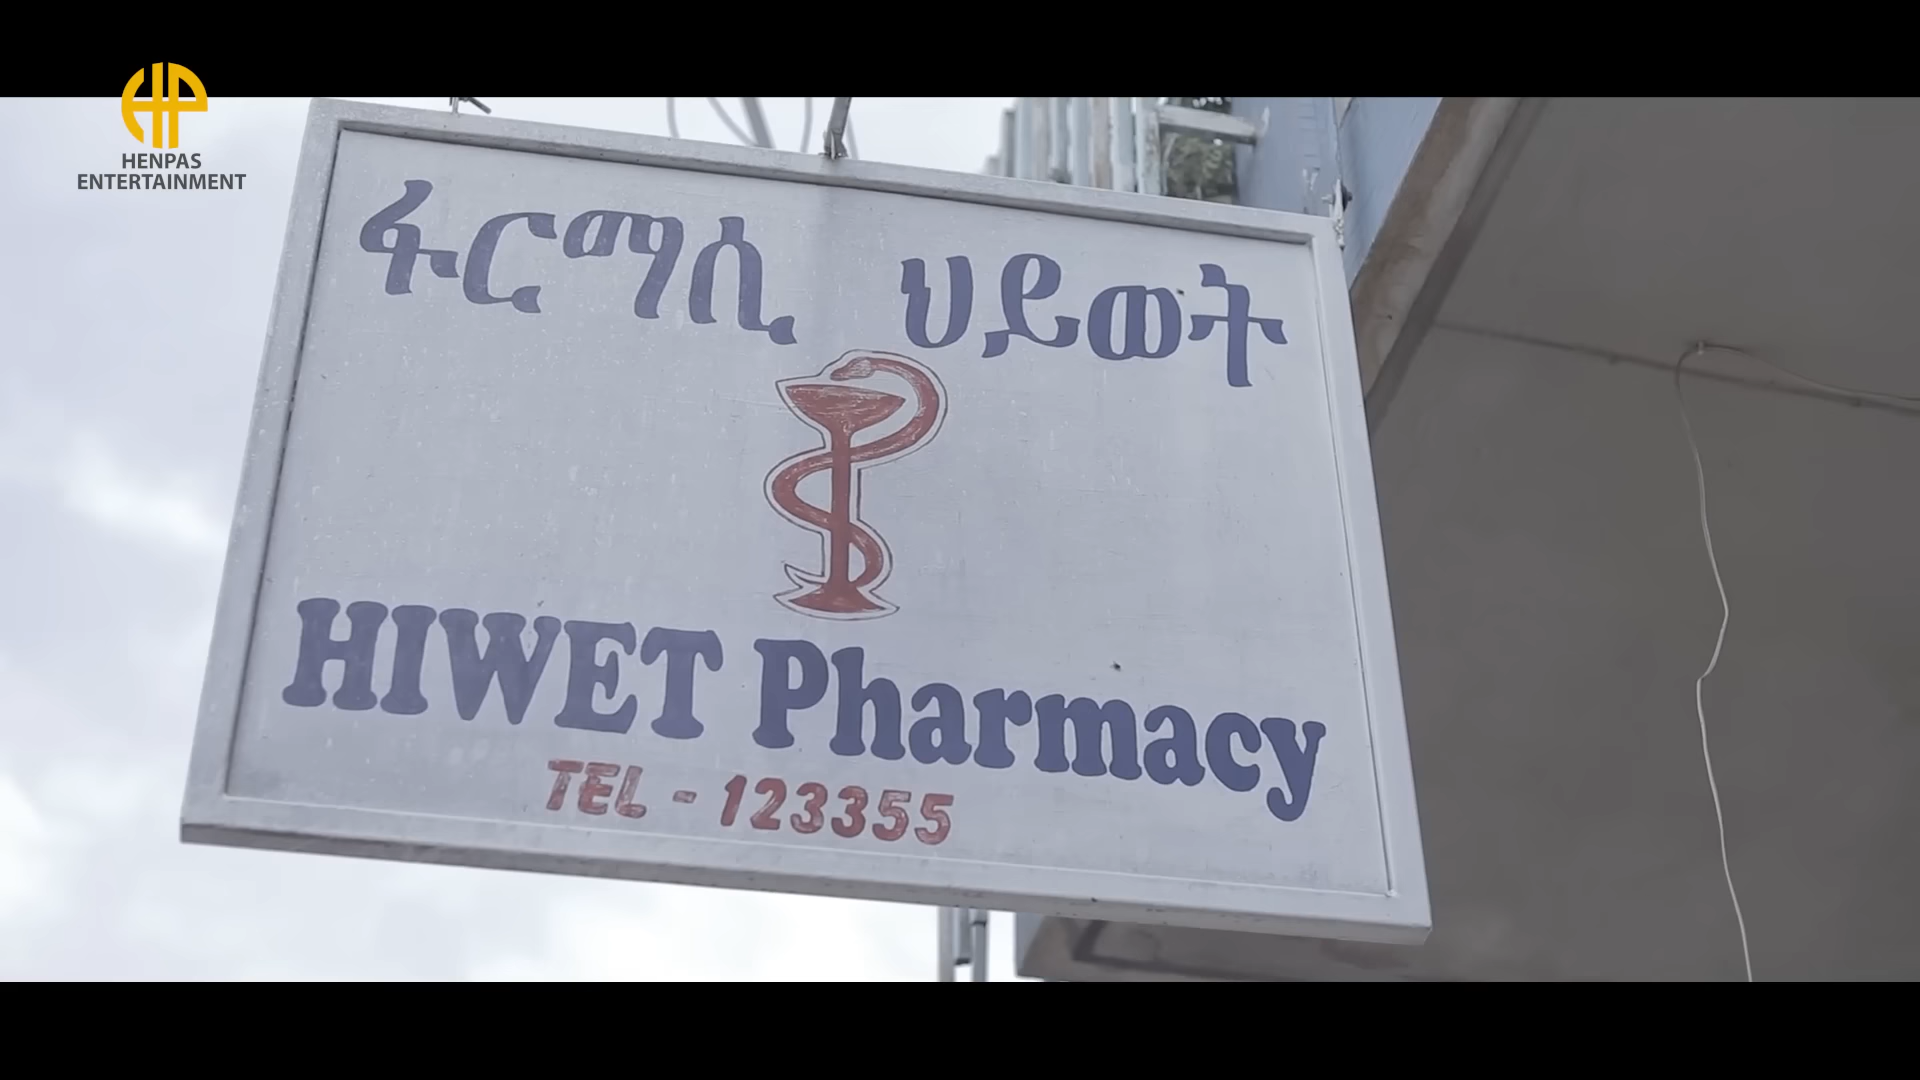 HENPAS
ENTERTAINMENT
ፋርማሲ ህይወት
HIWET Pharmacy
TEL - 123355